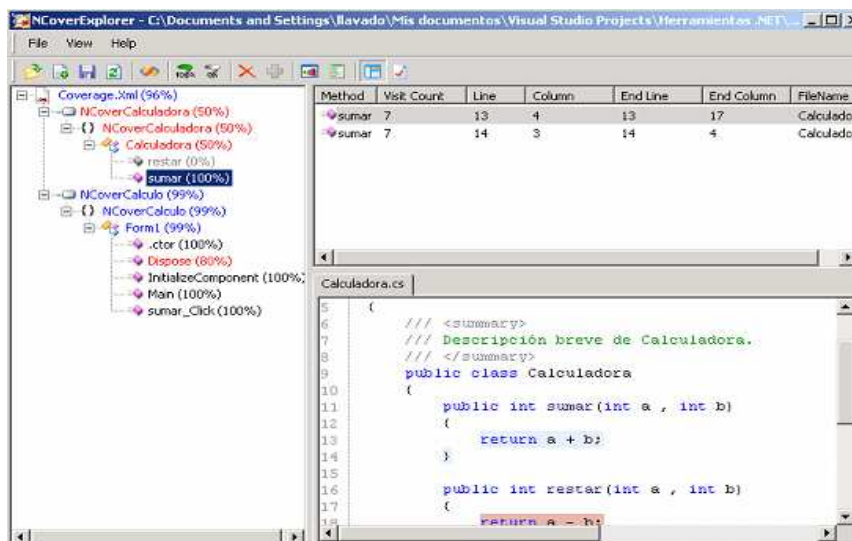 NCoverExplorer - C:\Documents and Settings\llavado\Mis documentos\Visual Studio Projects\Herramientas .NET\...
File View Help
Coverage.Xml (96%)
NCoverCalculadora (50%)
NCoverCalculadora (50%)
Calculadora (50%)
restar (0%)
sumar (100%)
NCoverCalculo (99%)
NCoverCalculo (99%)
Form1 (99%)
.ctor (100%)
Dispose (80%)
InitializeComponent (100%)
Main (100%)
sumar_Click (100%)
Method Visit Count Line Column End Line End Column FileName
sumar 7 13 4 13 17 Calculado
sumar 7 14 3 14 4 Calculado
Calculadora.cs
5 {
6 /// <summary>
7 /// Descripción breve de Calculadora.
8 /// </summary>
9 public class Calculadora
10 {
11 public int sumar(int a , int b)
12 {
13 return a + b;
14 }
15
16 public int restar(int a , int b)
17 {
18 return a - b;